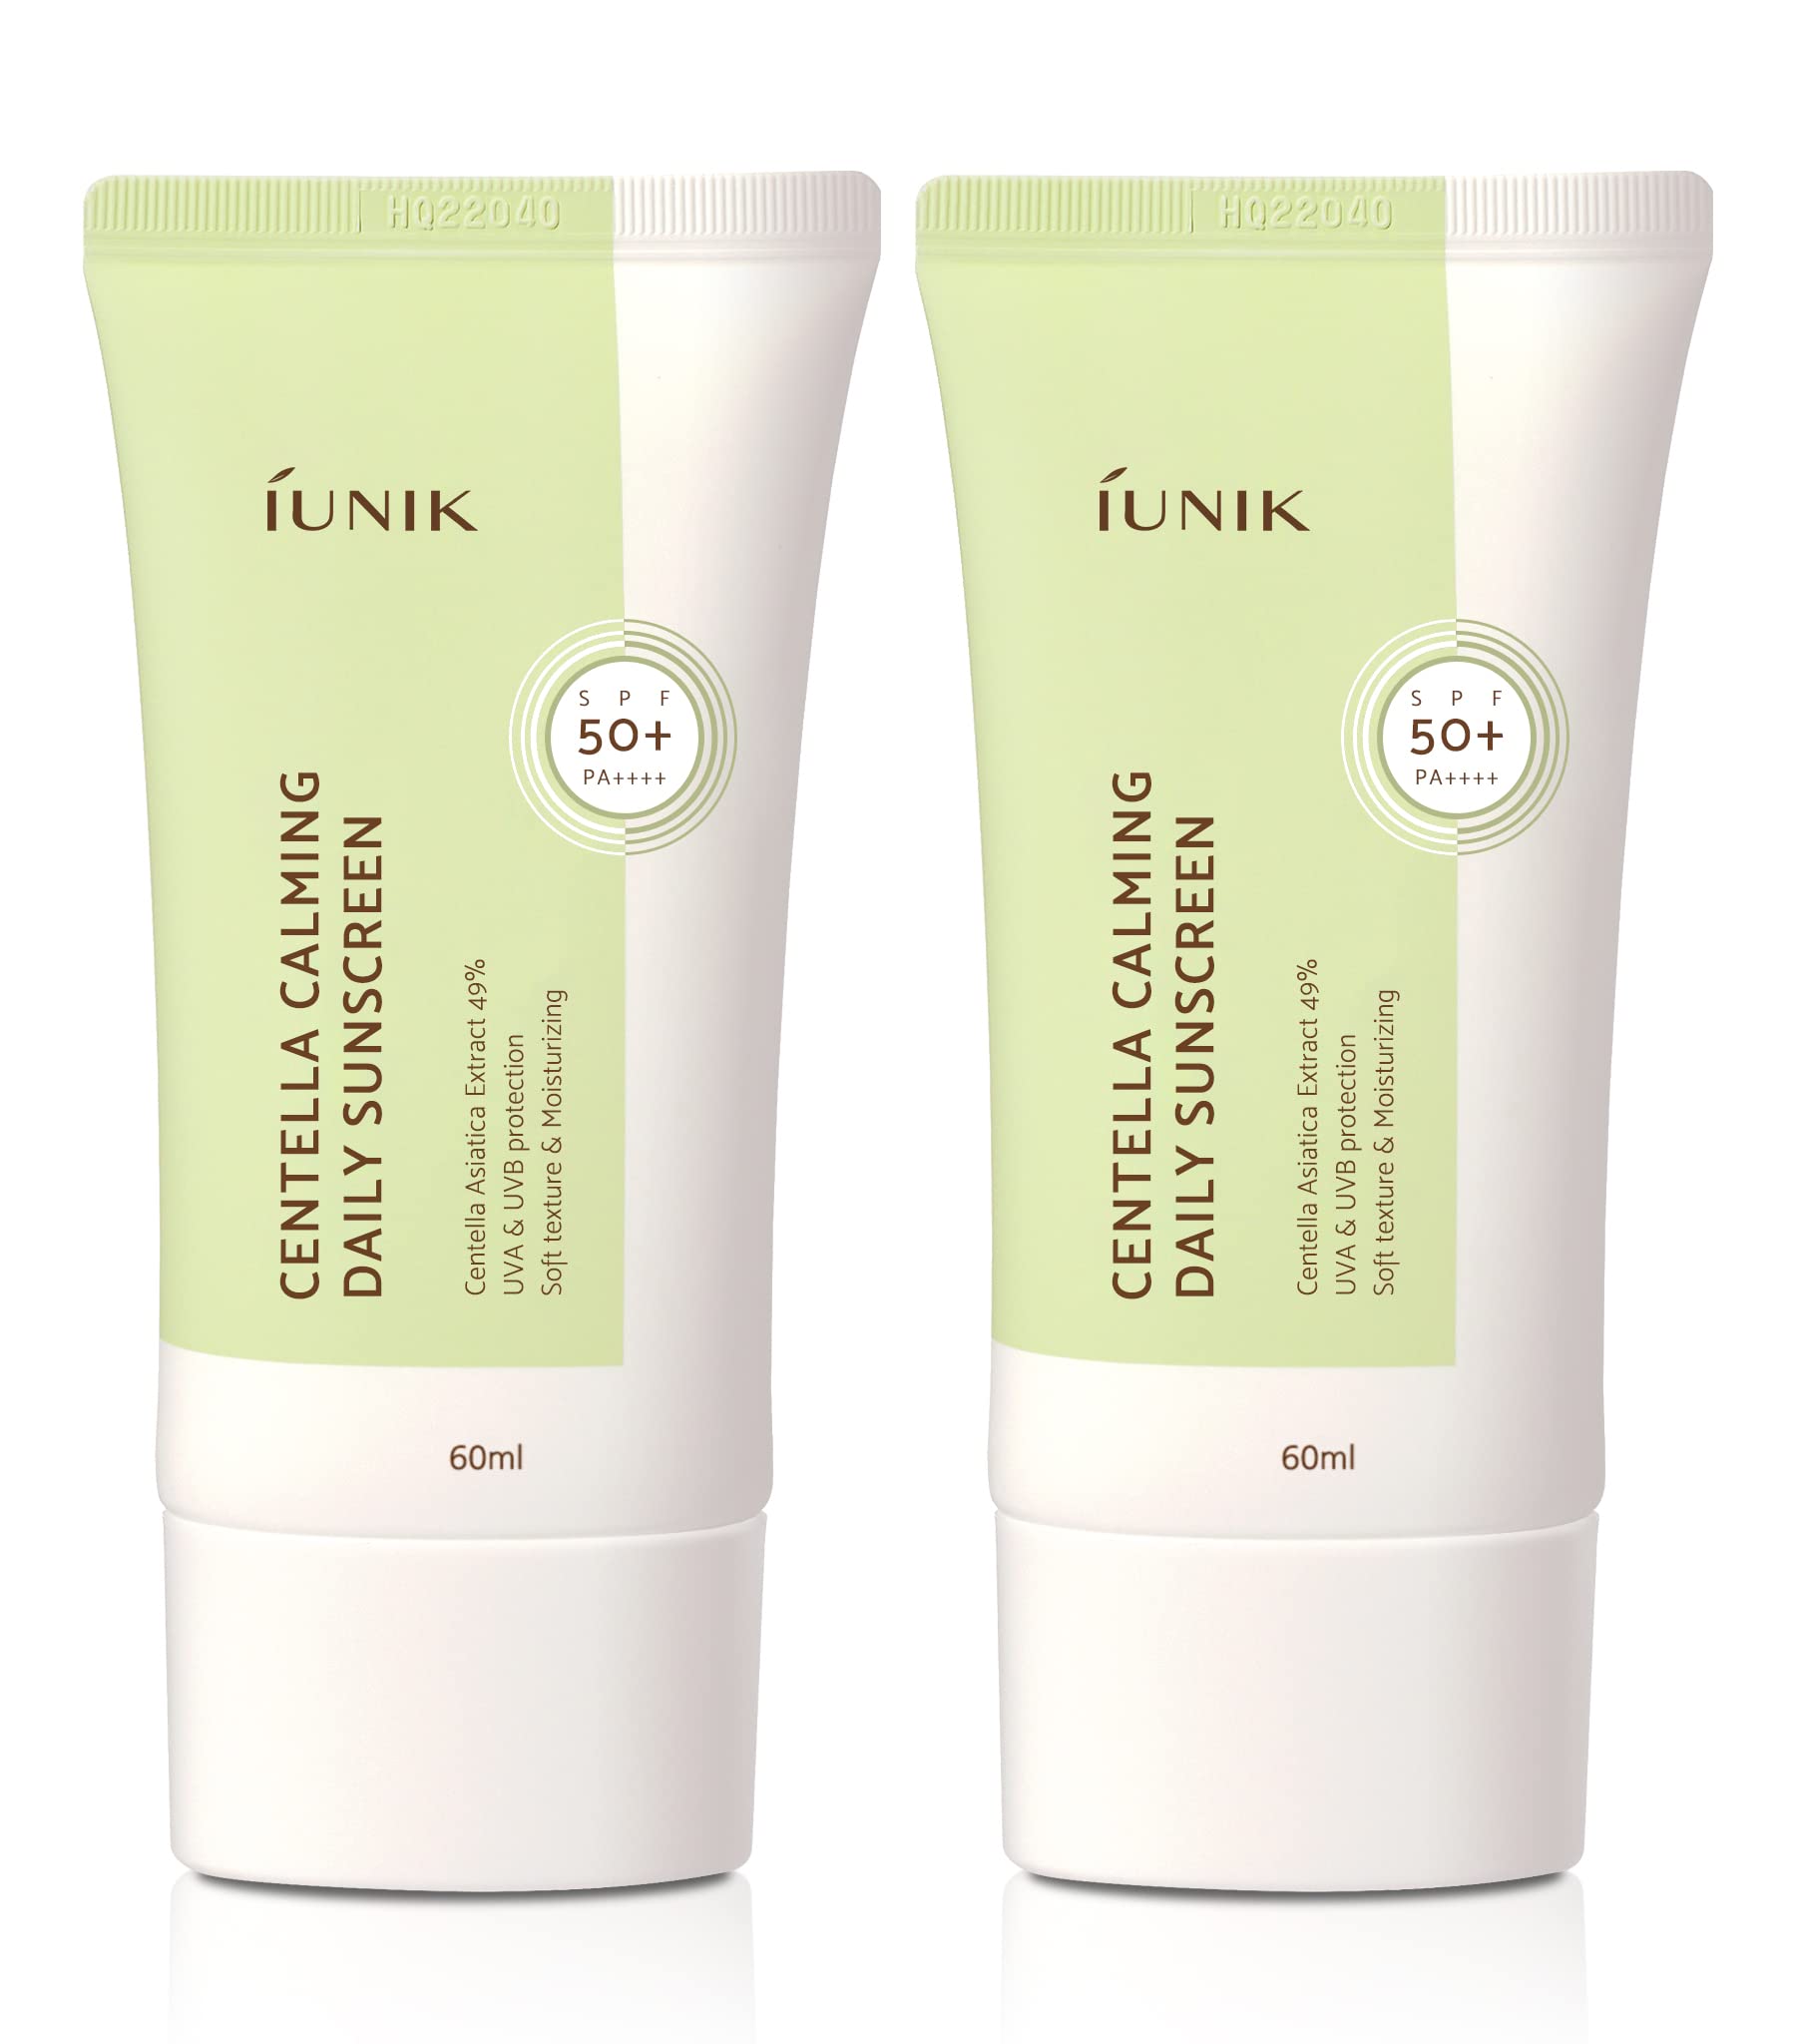 HQ22040
IUNIK
SPF
50+
PA++++
CENTELLA CALMING
DAILY SUNSCREEN
Centella Asiatica Extract 49%
UVA & UVB protection
Soft texture & Moisturizing
60ml
HQ22040
IUNIK
SPF
50+
PA++++
CENTELLA CALMING
DAILY SUNSCREEN
Centella Asiatica Extract 49%
UVA & UVB protection
Soft texture & Moisturizing
60ml